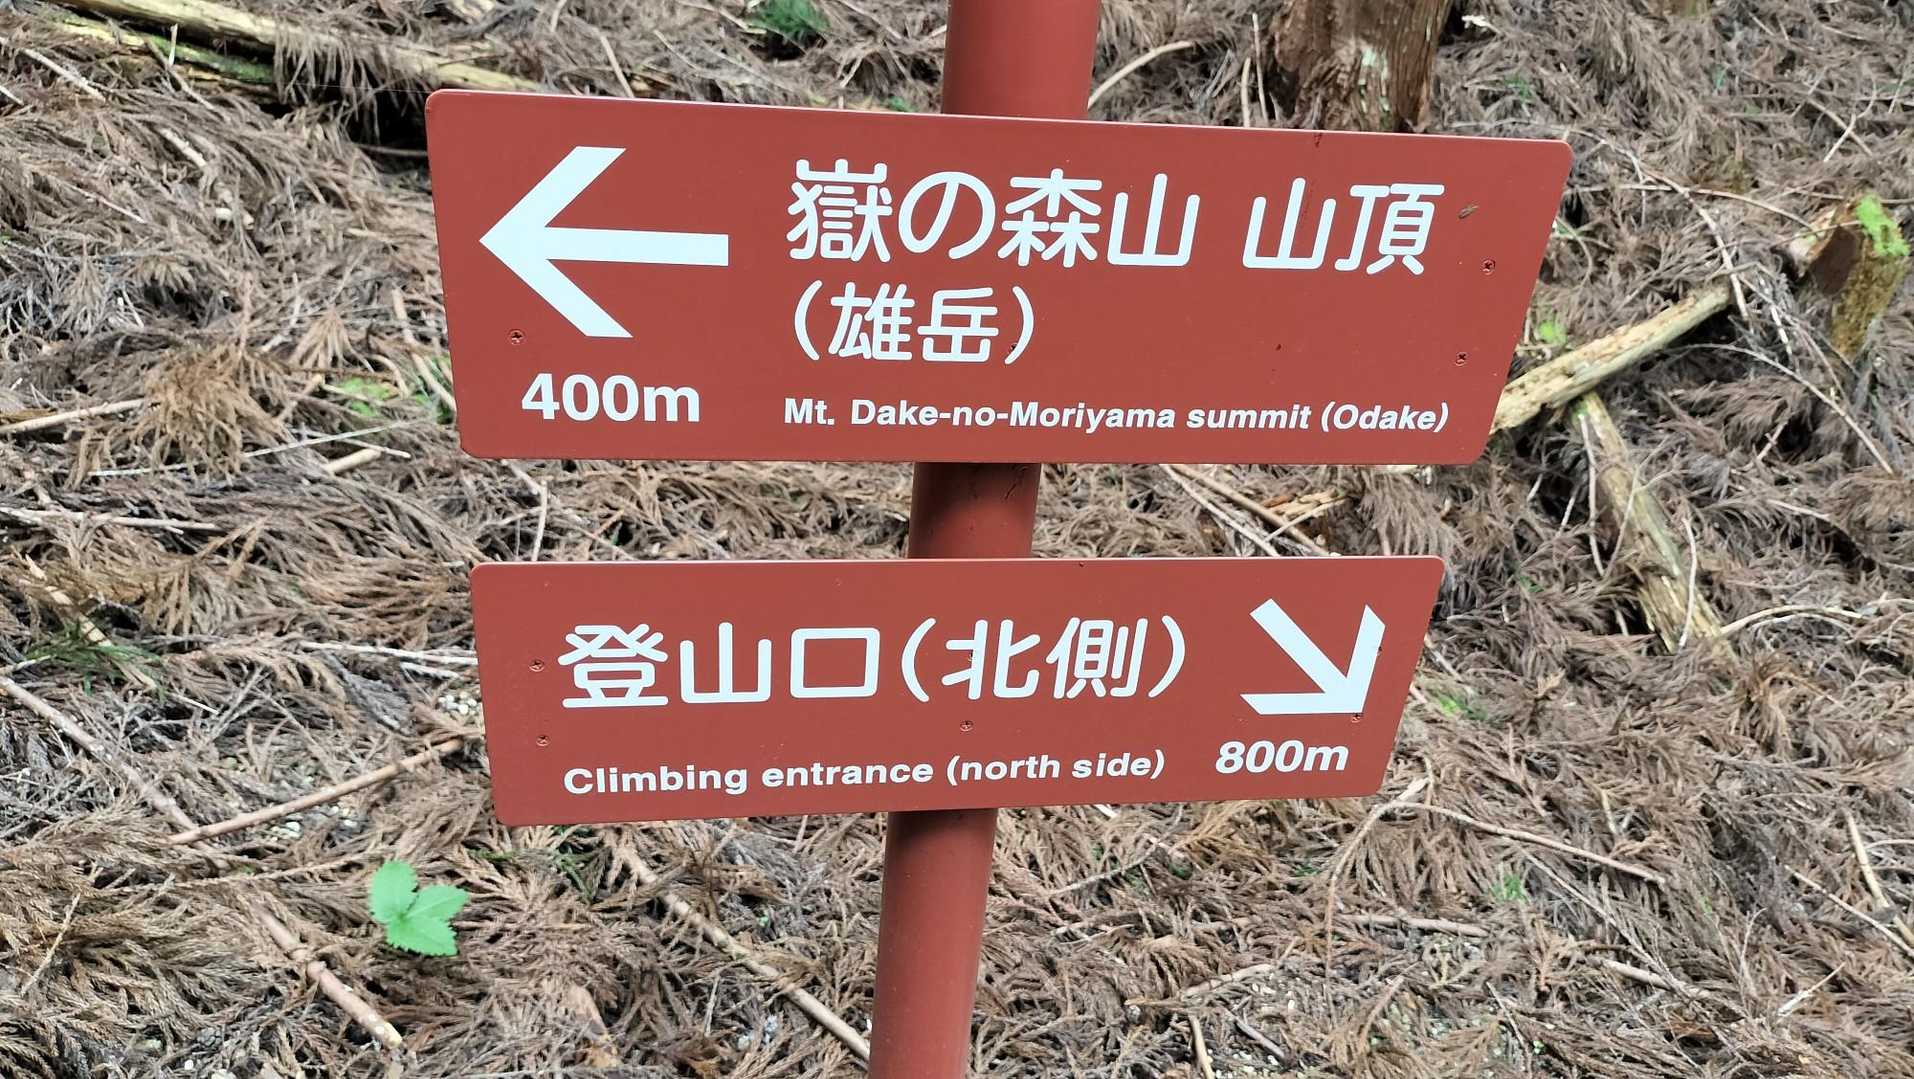 嶽の森山 山頂
(雄岳)
400m
Mt. Dake-no-Moriyama summit (Odake)
登山口(北側)
Climbing entrance (north side)
800m